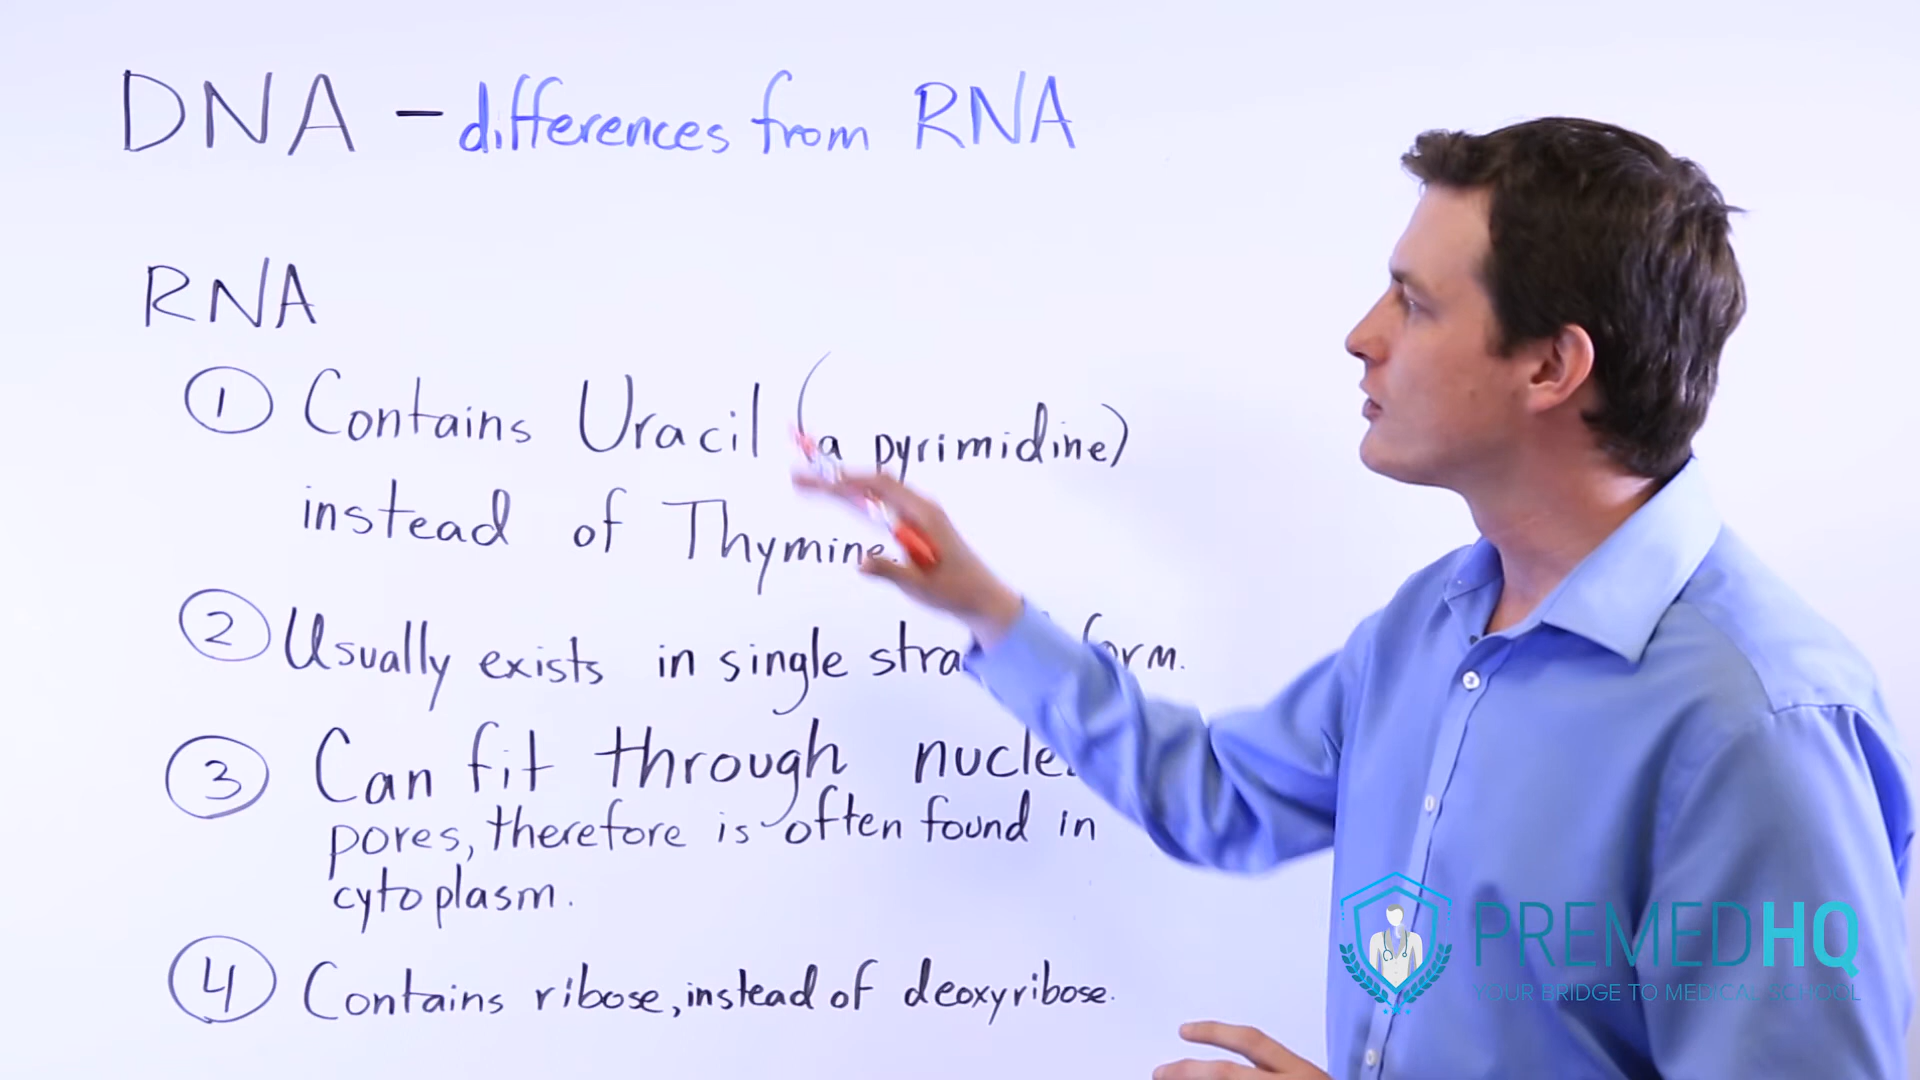 DNA - differences from RNA
RNA
1 Contains Uracil (a pyrimidine)
instead of Thymine.
2 Usually exists in single form.
3 Can fit through
pores, therefore is often found in
cytoplasm.
4 Contains ribose, instead of deoxyribose.
PREMEDHQ
YOUR BRIDGE TO MEDICAL SCHOOL